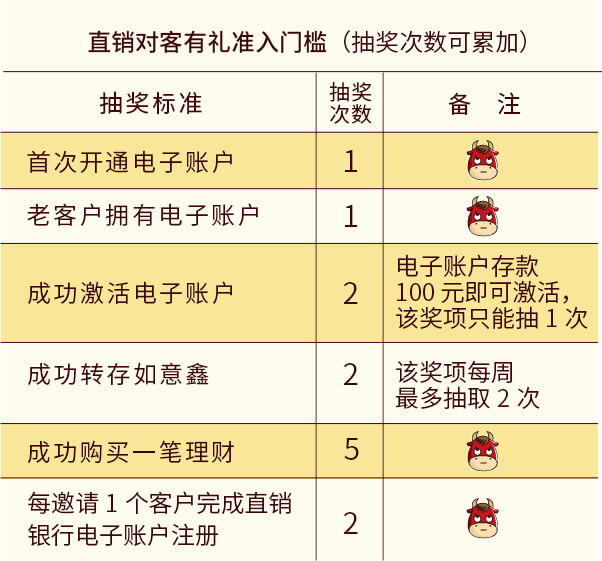 直销对客有礼准入门槛（抽奖次数可累加）
抽奖标准
抽奖
次数
备 注
首次开通电子账户
1
老客户拥有电子账户
1
成功激活电子账户
2
电子账户存款
100 元即可激活，
该奖项只能抽 1 次
成功转存如意鑫
2
该奖项每周
最多抽取 2 次
成功购买一笔理财
5
每邀请 1 个客户完成直销
银行电子账户注册
2